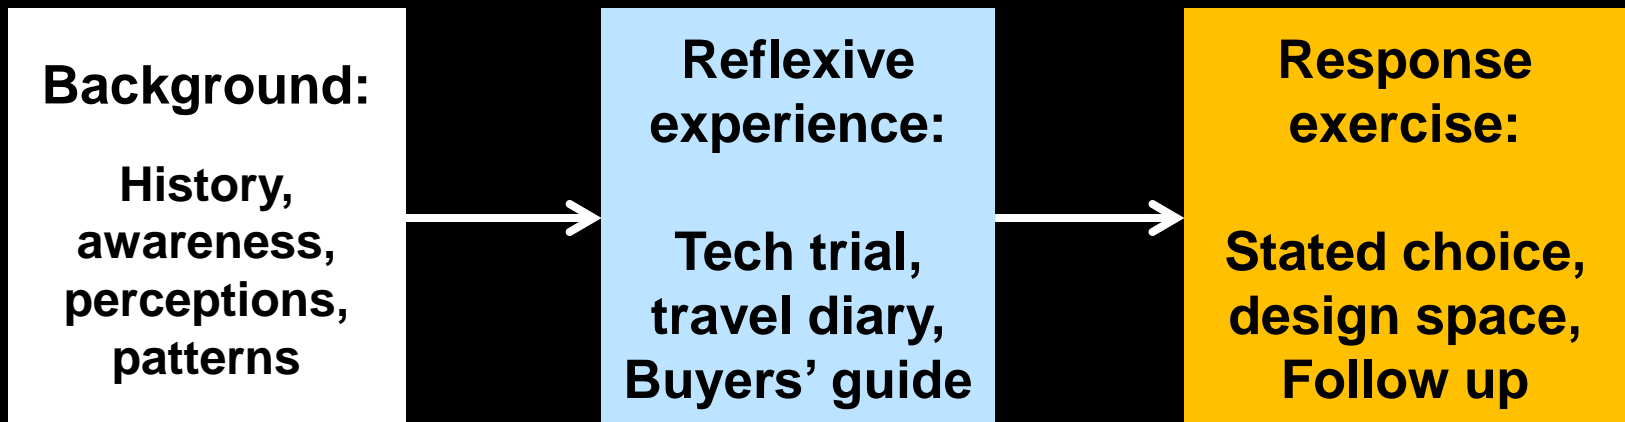 Background:
History,
awareness,
perceptions,
patterns
Reflexive
experience:
Tech trial,
travel diary,
Buyers’ guide
Response
exercise:
Stated choice,
design space,
Follow up